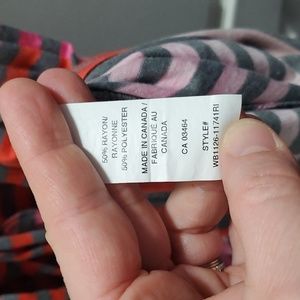 50% RAYON/
RAYONNE
50% POLYESTER
MADE IN CANADA /
FABRIQUÉ AU
CANADA
CA 03464
STYLE#
WB1126-11741RI